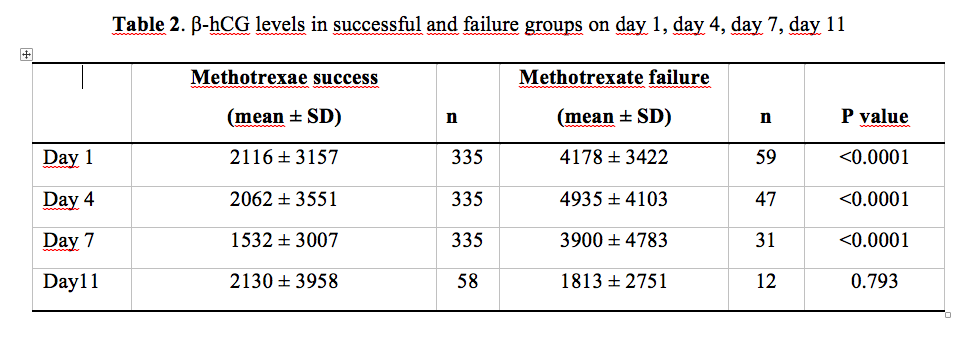 Table 2. β-hCG levels in successful and failure groups on day 1, day 4, day 7, day 11
Methotrexae success Methotrexate failure
(mean ± SD) n (mean ± SD) n P value
Day 1 2116 ± 3157 335 4178 ± 3422 59 <0.0001
Day 4 2062 ± 3551 335 4935 ± 4103 47 <0.0001
Day 7 1532 ± 3007 335 3900 ± 4783 31 <0.0001
Day11 2130 ± 3958 58 1813 ± 2751 12 0.793